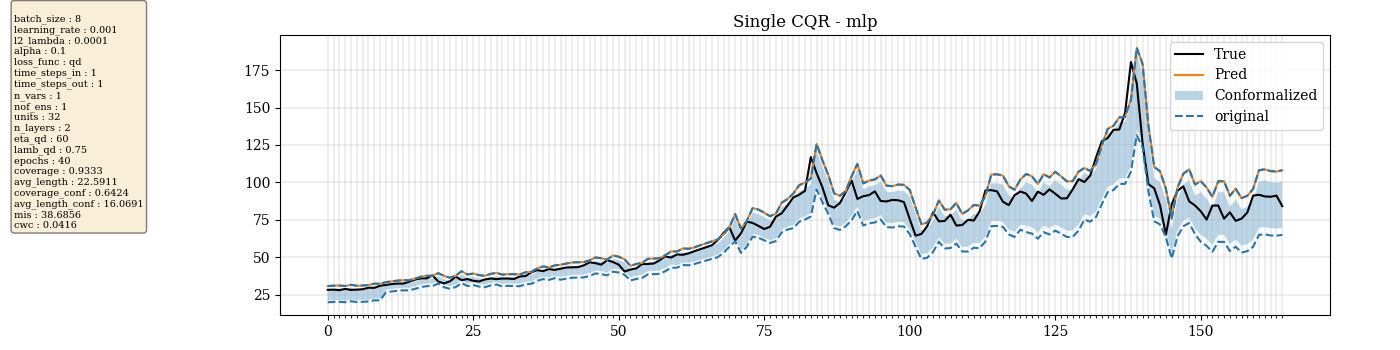 batch_size : 8
learning_rate : 0.001
l2_lambda : 0.0001
alpha : 0.1
loss_func : qd
time_steps_in : 1
time_steps_out : 1
n_vars : 1
nof_ens : 1
units : 32
n_layers : 2
eta_qd : 60
lamb_qd : 0.75
epochs : 40
coverage : 0.9333
avg_length : 22.5911
coverage_conf : 0.6424
avg_length_conf : 16.0691
mis : 38.6856
cwc : 0.0416
Single CQR - mlp
True
Pred
Conformalized
original
175
150
125
100
75
50
25
0 25 50 75 100 125 150